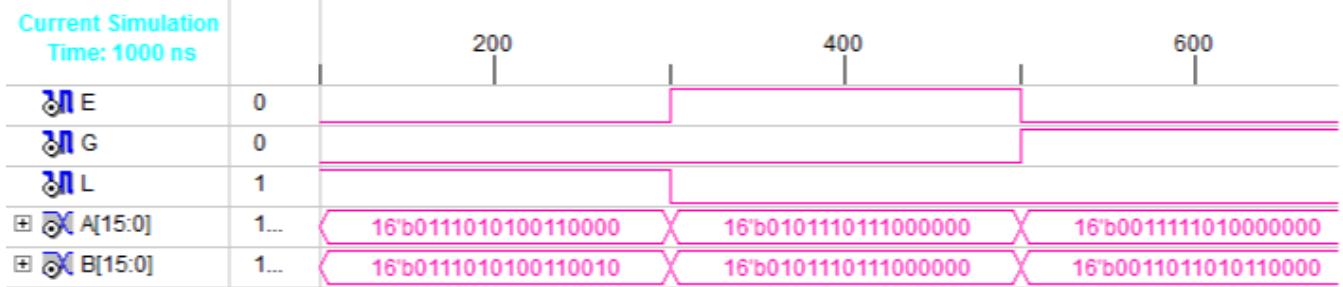 Current Simulation
Time: 1000 ns
200 400 600
E 0
G 0
L 1
A[15:0] 1... 16"b0111010100110000 16"b0101110111000000 16"b0011111010000000
B[15:0] 1... 16"b0111010100110010 16"b0101110111000000 16"b0011011010110000